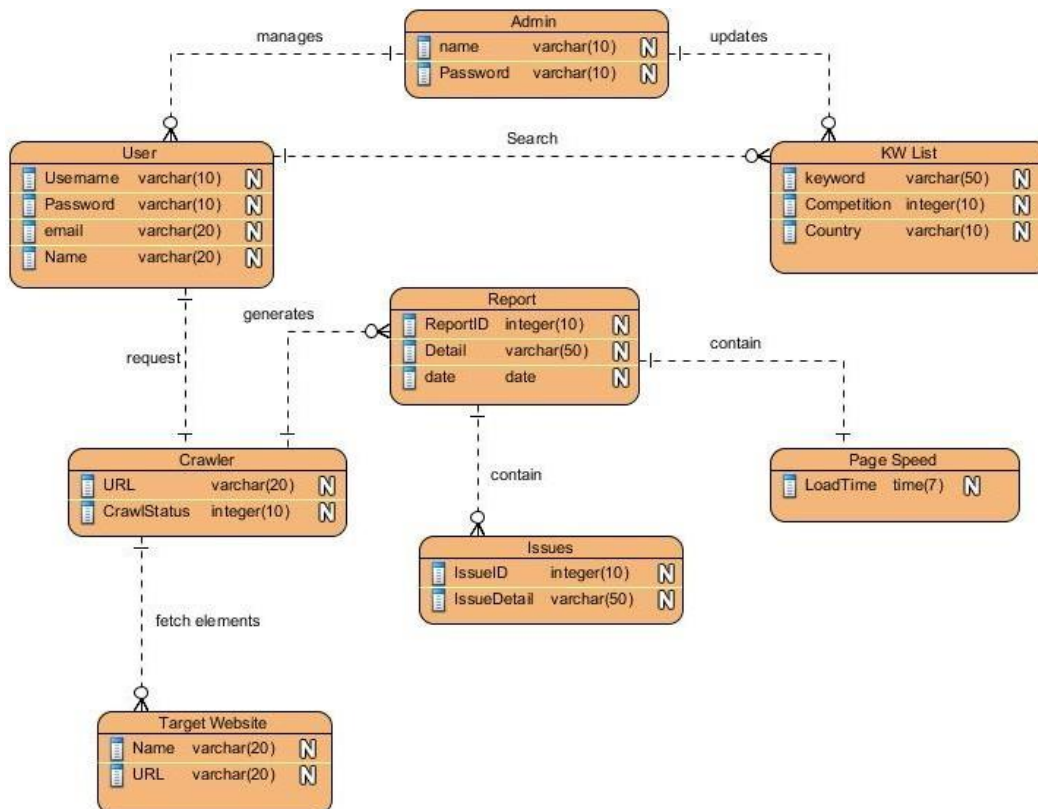 Admin
name varchar(10) N
Password varchar(10) N
manages
updates
Search
User
Username varchar(10) N
Password varchar(10) N
email varchar(20) N
Name varchar(20) N
KW List
keyword varchar(50) N
Competition integer(10) N
Country varchar(10) N
request
generates
Report
ReportID integer(10) N
Detail varchar(50) N
date date N
contain
Crawler
URL varchar(20) N
CrawlStatus integer(10) N
contain
Page Speed
LoadTime time(7) N
Issues
IssueID integer(10) N
IssueDetail varchar(50) N
fetch elements
Target Website
Name varchar(20) N
URL varchar(20) N